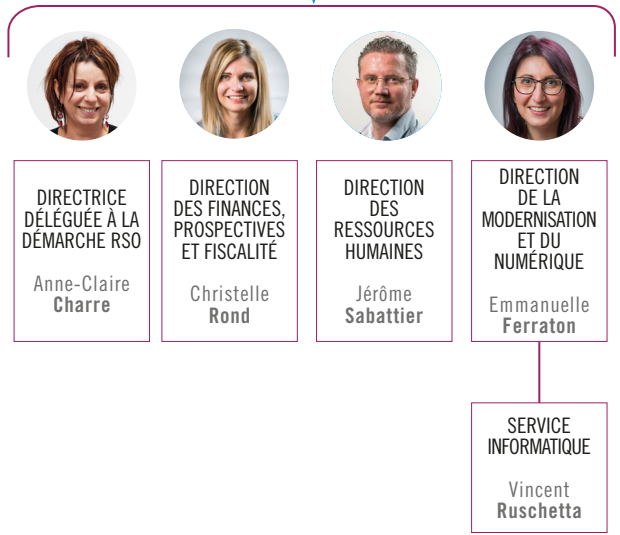 DIRECTRICE
DÉLÉGUÉE À LA
DÉMARCHE RSO
Anne-Claire
Charre
DIRECTION
DES FINANCES,
PROSPECTIVES
ET FISCALITÉ
Christelle
Rond
DIRECTION
DES
RESSOURCES
HUMAINES
Jérôme
Sabattier
DIRECTION
DE LA
MODERNISATION
ET DU
NUMÉRIQUE
Emmanuelle
Ferraton
SERVICE
INFORMATIQUE
Vincent
Ruschetta